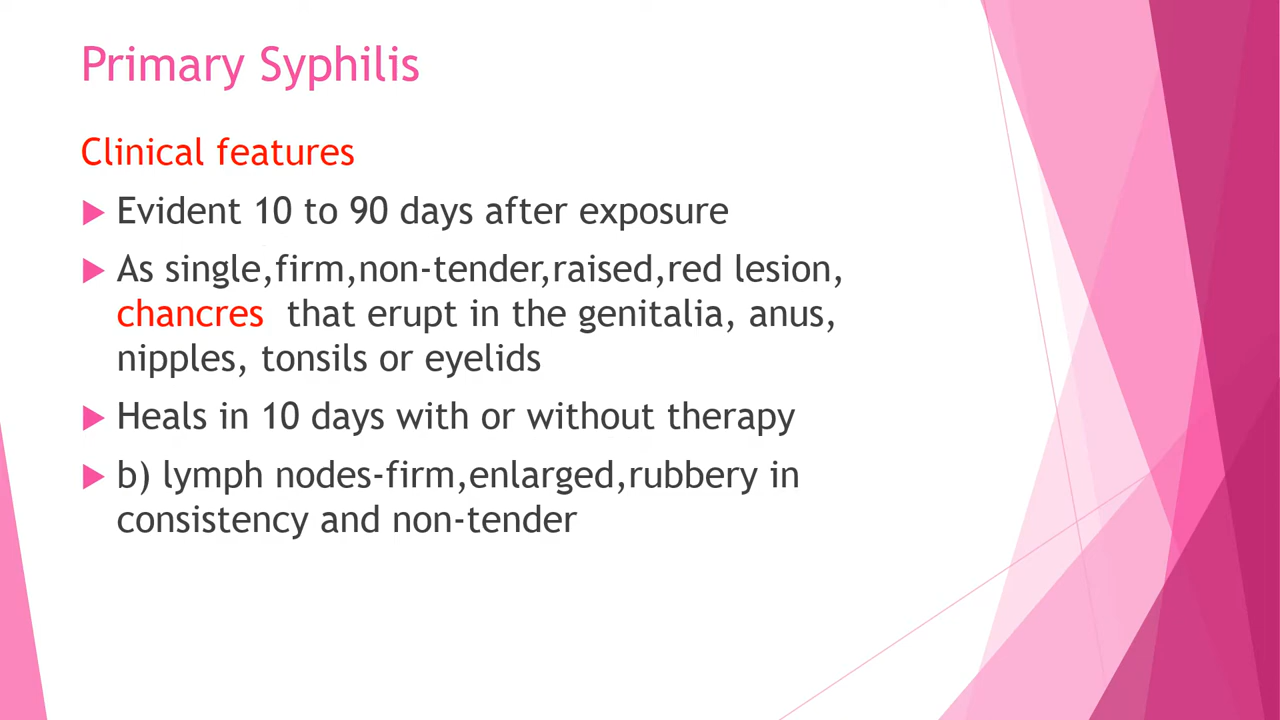 Primary Syphilis
Clinical features
Evident 10 to 90 days after exposure
As single,firm,non-tender,raised,red lesion,
chancres that erupt in the genitalia, anus,
nipples, tonsils or eyelids
Heals in 10 days with or without therapy
b) lymph nodes-firm,enlarged,rubbery in
consistency and non-tender